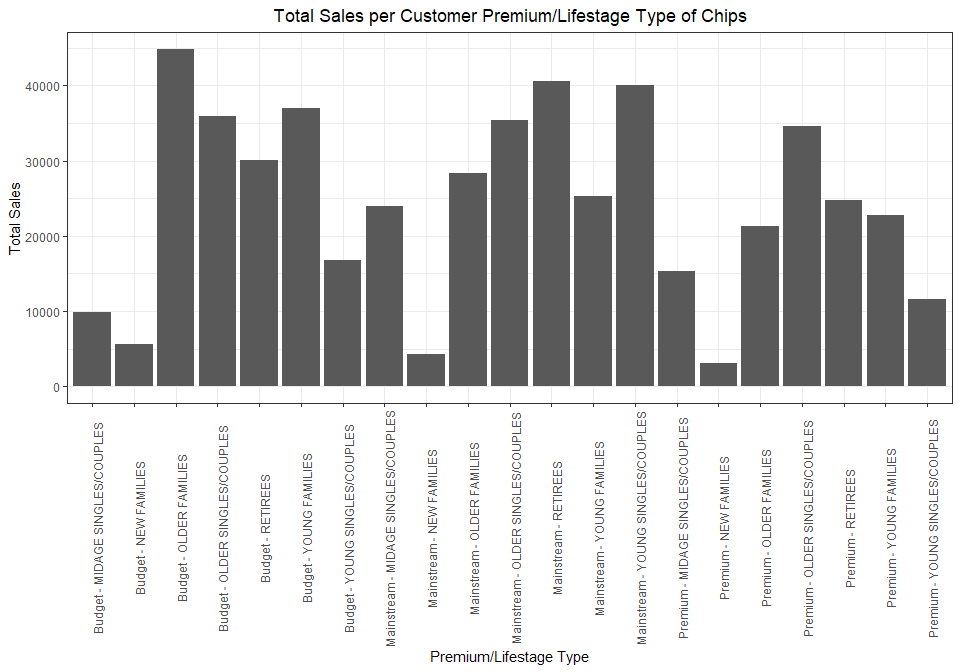 Total Sales per Customer Premium/Lifestage Type of Chips
Total Sales
40000
30000
20000
10000
0
Budget - MIDAGE SINGLES/COUPLES
Budget - NEW FAMILIES
Budget - OLDER FAMILIES
Budget - OLDER SINGLES/COUPLES
Budget - RETIREES
Budget - YOUNG FAMILIES
Budget - YOUNG SINGLES/COUPLES
Mainstream - MIDAGE SINGLES/COUPLES
Mainstream - NEW FAMILIES
Mainstream - OLDER FAMILIES
Mainstream - OLDER SINGLES/COUPLES
Mainstream - RETIREES
Mainstream - YOUNG FAMILIES
Mainstream - YOUNG SINGLES/COUPLES
Premium - MIDAGE SINGLES/COUPLES
Premium - NEW FAMILIES
Premium - OLDER FAMILIES
Premium - OLDER SINGLES/COUPLES
Premium - RETIREES
Premium - YOUNG FAMILIES
Premium - YOUNG SINGLES/COUPLES
Premium/Lifestage Type